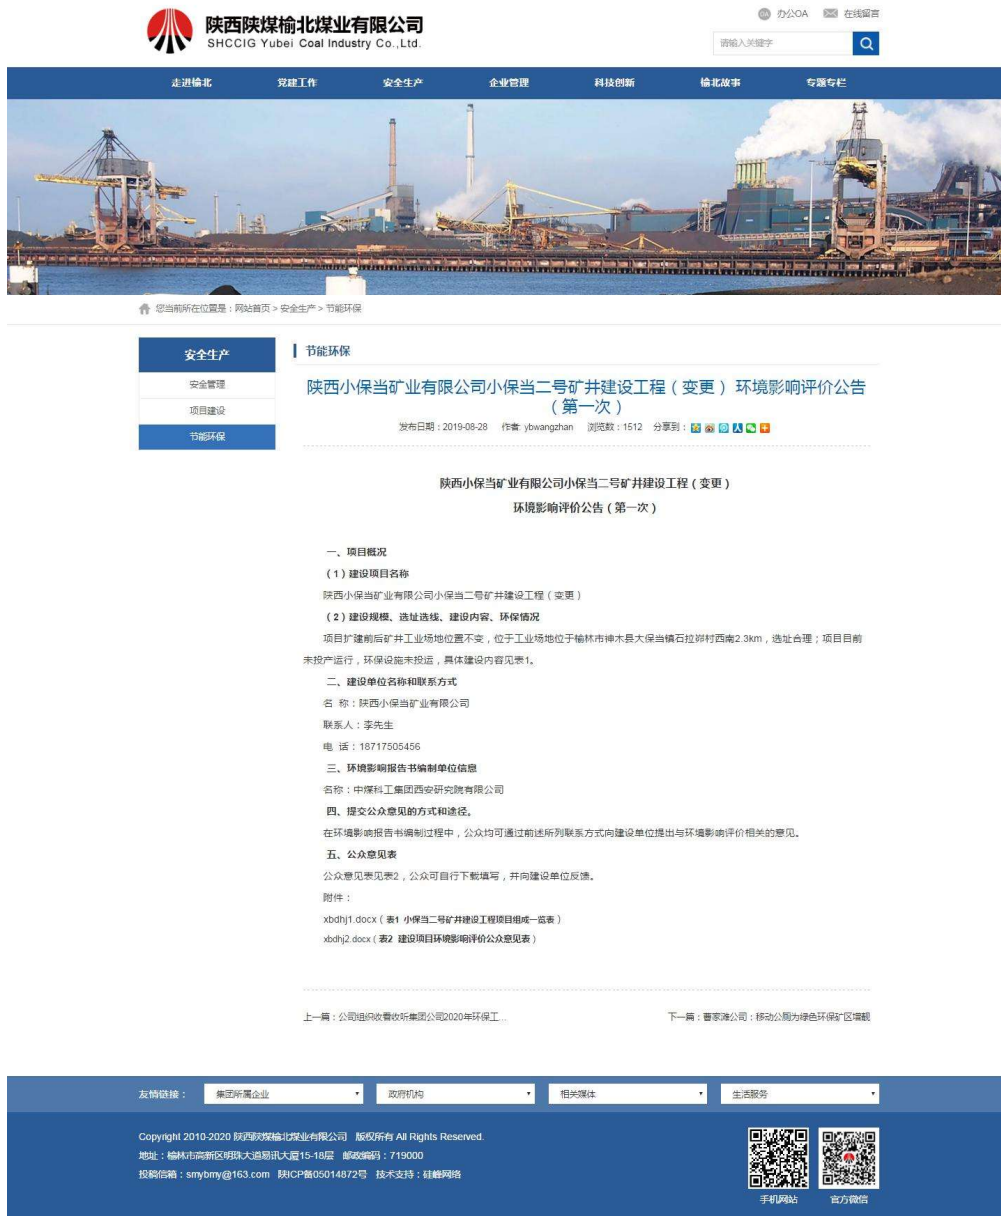 陕西陕煤榆北煤业有限公司
SHCCIG Yubei Coal Industry Co.,Ltd.
OA 办公OA 在线留言
请输入关键字
走进榆北 党建工作 安全生产 企业管理 科技创新 榆北故事 专题专栏
您当前所在位置是：网站首页 > 安全生产 > 节能环保
安全生产
安全管理
项目建设
节能环保
节能环保
陕西小保当矿业有限公司小保当二号矿井建设工程（变更） 环境影响评价公告
（第一次）
发布日期：2019-08-28 作者: ybwangzhan 浏览数：1512 分享到：
陕西小保当矿业有限公司小保当二号矿井建设工程（变更）
环境影响评价公告（第一次）
一、项目概况
（1）建设项目名称
陕西小保当矿业有限公司小保当二号矿井建设工程（变更）
（2）建设规模、选址选线、建设内容、环保情况
项目扩建前后矿井工业场地位置不变，位于工业场地位于榆林市神木县大保当镇石拉峁村西南2.3km，选址合理；项目目前
未投产运行，环保设施未投运，具体建设内容见表1。
二、建设单位名称和联系方式
名 称：陕西小保当矿业有限公司
联系人：李先生
电 话：18717505456
三、环境影响报告书编制单位信息
名称：中煤科工集团西安研究院有限公司
四、提交公众意见的方式和途径。
在环境影响报告书编制过程中，公众均可通过前述所列联系方式向建设单位提出与环境影响评价相关的意见。
五、公众意见表
公众意见表见表2，公众可自行下载填写，并向建设单位反馈。
附件：
xbdhj1.docx（表1 小保当二号矿井建设工程项目组成一览表）
xbdhj2.docx（表2 建设项目环境影响评价公众意见表）
上一篇：公司组织收看收听集团公司2020年环保工...
下一篇：曹家滩公司：移动公厕为绿色环保矿区增靓
友情链接： 集团所属企业 政府机构 相关媒体 生活服务
Copyright 2010-2020 陕西陕煤榆北煤业有限公司 版权所有 All Rights Reserved.
地址：榆林市高新区明珠大道易讯大厦15-18层 邮政编码：719000
投稿信箱：smybmy@163.com 陕ICP备05014872号 技术支持：硅峰网络
手机网站 官方微信